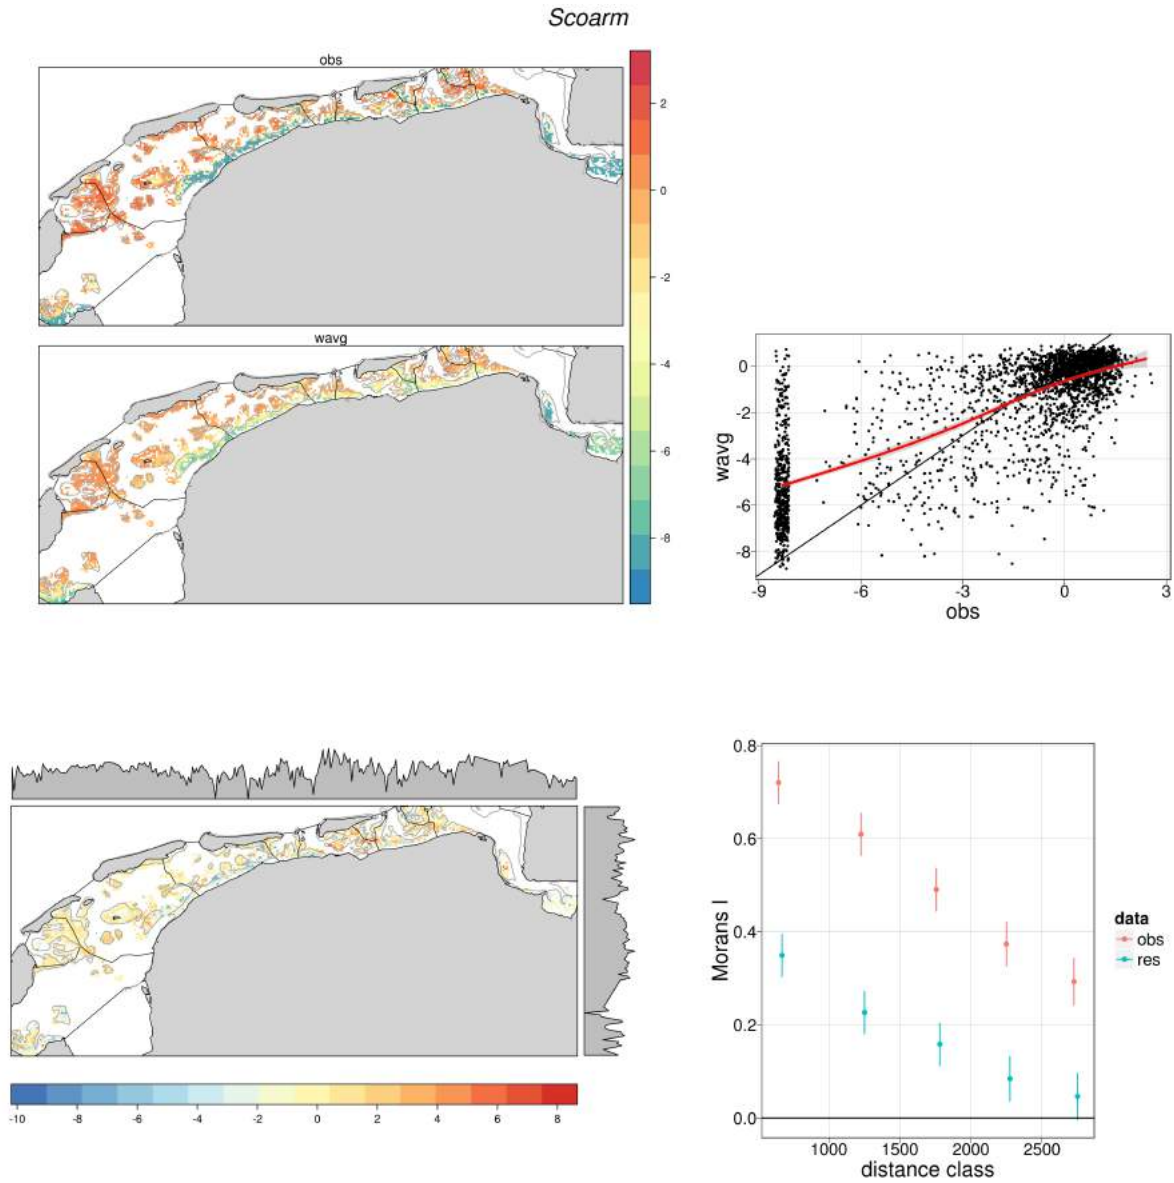 Scoarm
obs
2
0
-2
-4
-6
-8
wavg
wavg
0
-2
-4
-6
-8
-9 -6 -3 0 3
obs
-10 -8 -6 -4 -2 0 2 4 6 8
Morans I
0.8
0.6
0.4
0.2
0.0
1000 1500 2000 2500
distance class
data
obs
res